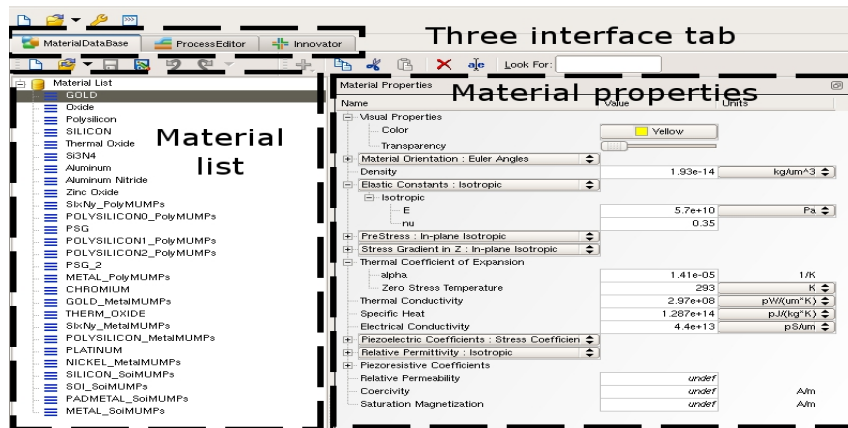 Three interface tab
MaterialDataBase ProcessEditor Innovator
Look For:
Material List
GOLD
Oxide
Polysilicon
SILICON
Thermal Oxide
Si3N4
Aluminum
Aluminum Nitride
Zinc Oxide
SixNy_PolyMUMPs
POLYSILICON0_PolyMUMPs
PSG
POLYSILICON1_PolyMUMPs
POLYSILICON2_PolyMUMPs
PSG_2
METAL_PolyMUMPs
CHROMIUM
GOLD_MetalMUMPs
THERM_OXIDE
SixNy_MetalMUMPs
POLYSILICON_MetalMUMPs
PLATINUM
NICKEL_MetalMUMPs
SILICON_SoiMUMPs
SOI_SoiMUMPs
PADMETAL_SoiMUMPs
METAL_SoiMUMPs
Material
list
Material Properties
Material properties
Name Value Units
Visual Properties
Color Yellow
Transparency
Material Orientation : Euler Angles
Density 1.93e-14 kg/um^3
Elastic Constants : Isotropic
Isotropic
E 5.7e+10 Pa
nu 0.35
PreStress : In-plane Isotropic
Stress Gradient in Z : In-plane Isotropic
Thermal Coefficient of Expansion
alpha 1.41e-05 1/K
Zero Stress Temperature 293 K
Thermal Conductivity 2.97e+08 pW/(um*K)
Specific Heat 1.287e+14 pJ/(kg*K)
Electrical Conductivity 4.4e+13 pS/um
Piezoelectric Coefficients : Stress Coefficien
Relative Permittivity : Isotropic
Piezoresistive Coefficients
Relative Permeability undef
Coercivity undef A/m
Saturation Magnetization undef A/m